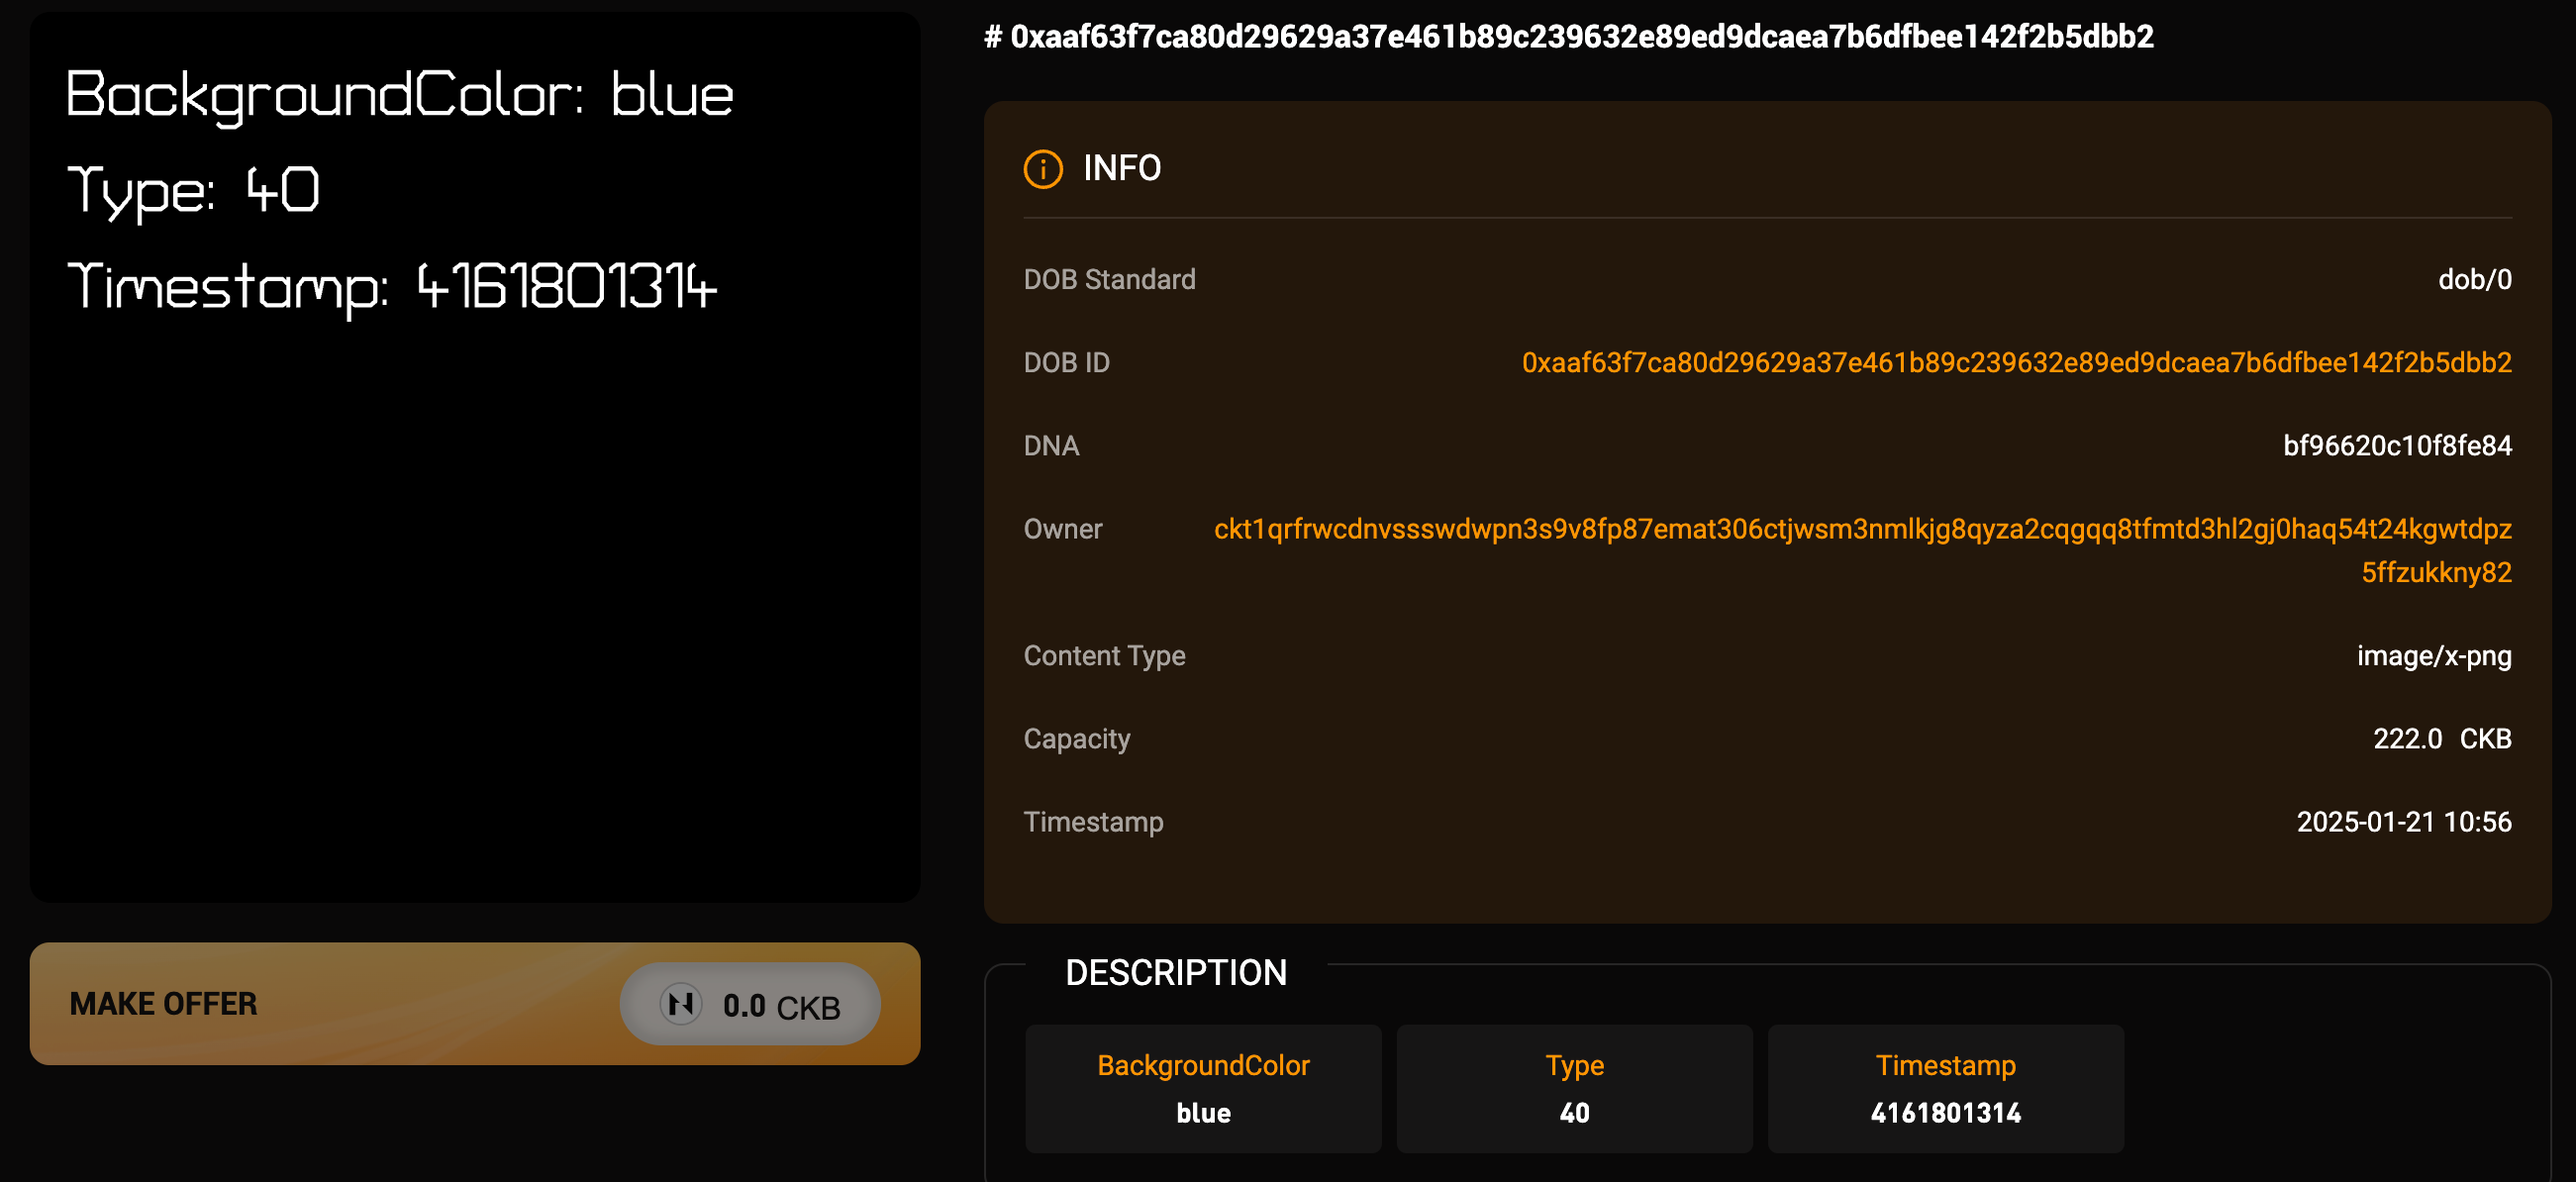 BackgroundColor: blue
Type: 40
Timestamp: 4161801314
MAKE OFFER
0.0 CKB
# 0xaaf63f7ca80d29629a37e461b89c239632e89ed9dcaea7b6dfbee142f2b5dbb2
INFO
DOB Standard dob/0
DOB ID 0xaaf63f7ca80d29629a37e461b89c239632e89ed9dcaea7b6dfbee142f2b5dbb2
DNA bf96620c10f8fe84
Owner ckt1qrfrwcdnvssswdwpn3s9v8fp87emat306ctjwsm3nmlkjg8qyza2cqgqq8tfmtd3hl2gj0haq54t24kgwtdpz
5ffzukkny82
Content Type image/x-png
Capacity 222.0 CKB
Timestamp 2025-01-21 10:56
DESCRIPTION
BackgroundColor
blue
Type
40
Timestamp
4161801314